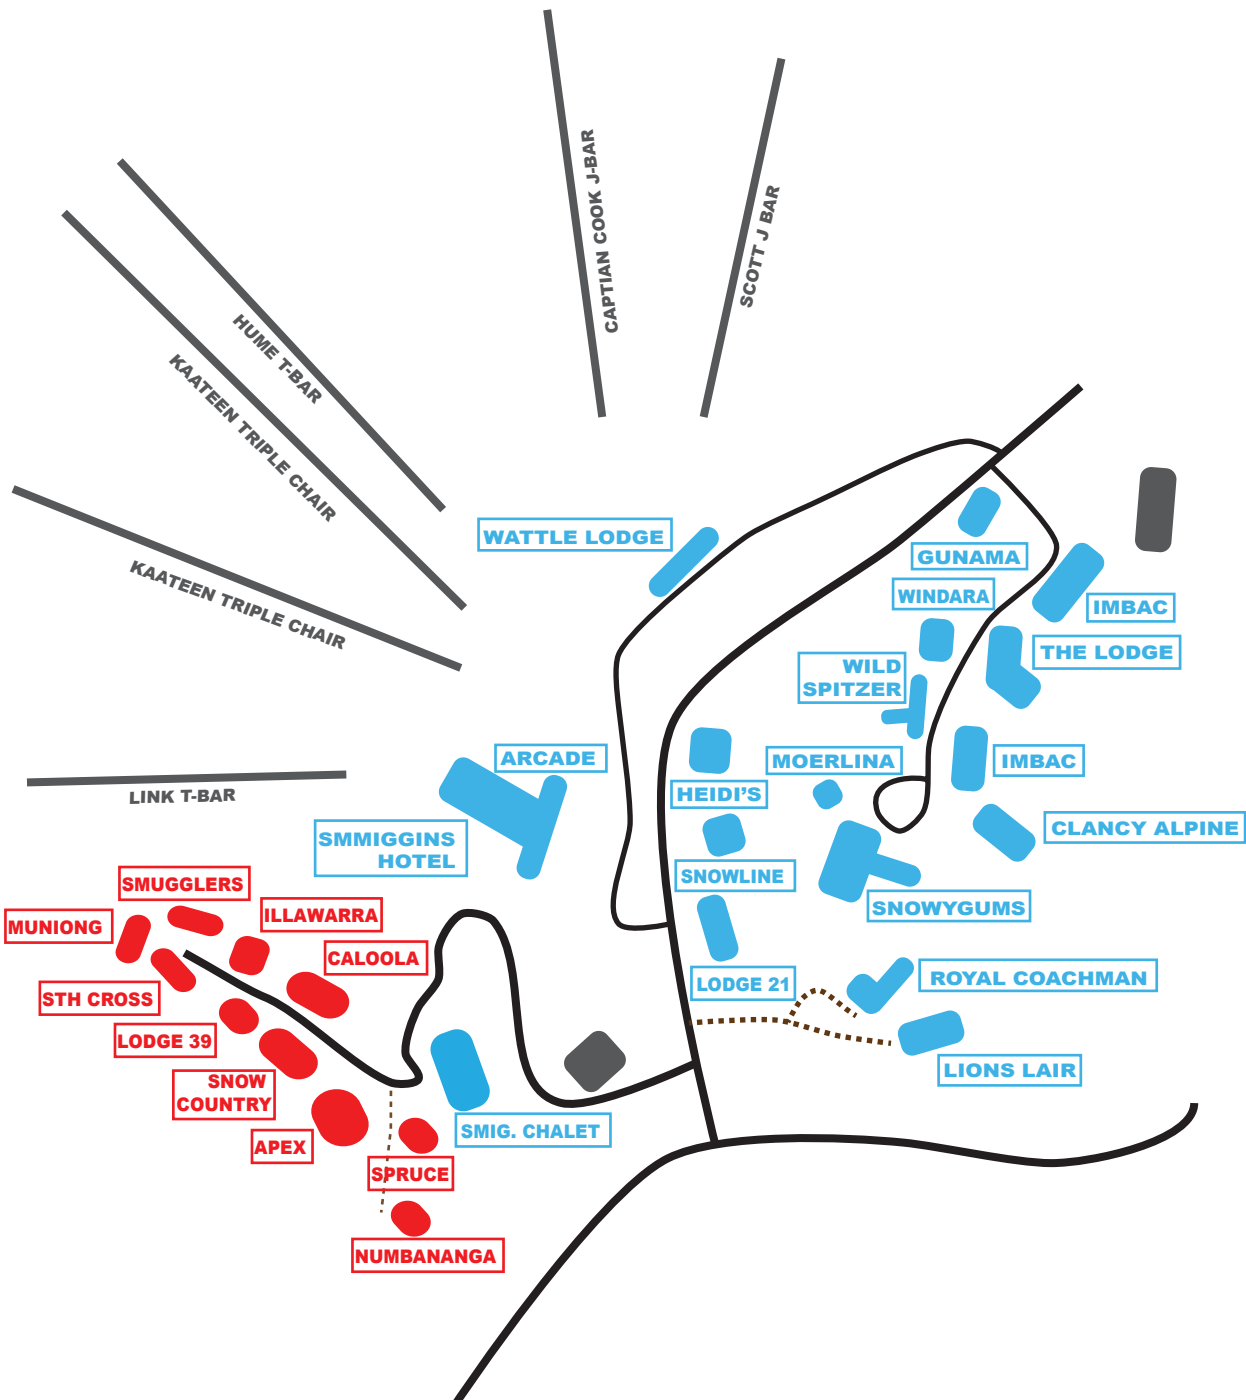 CAPTIAN COOK J-BAR
SCOTT J BAR
HUME T-BAR
KAATEEN TRIPLE CHAIR
KAATEEN TRIPLE CHAIR
LINK T-BAR
WATTLE LODGE
GUNAMA
WINDARA
IMBAC
THE LODGE
WILD
SPITZER
ARCADE
MOERLINA
IMBAC
HEIDI'S
SMMIGGINS
HOTEL
CLANCY ALPINE
SNOWLINE
SNOWYGUMS
SMUGGLERS
ILLAWARRA
MUNIONG
CALOOLA
STH CROSS
LODGE 21
ROYAL COACHMAN
LODGE 39
LIONS LAIR
SNOW
COUNTRY
SMIG. CHALET
APEX
SPRUCE
NUMBANANGA